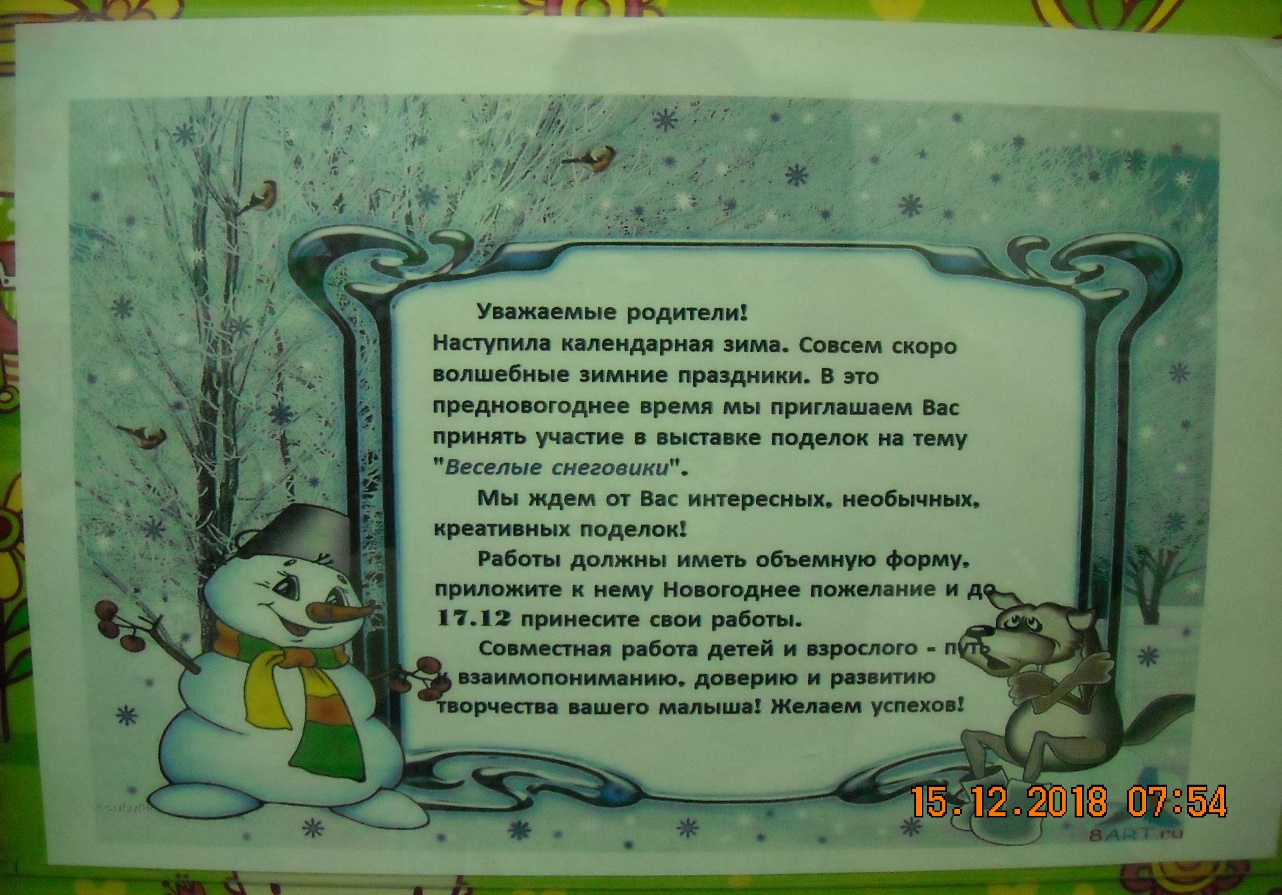 Уважаемые родители!
Наступила календарная зима. Совсем скоро
волшебные зимние праздники. В это
предновогоднее время мы приглашаем Вас
принять участие в выставке поделок на тему
"Веселые снеговики".
Мы ждем от Вас интересных, необычных,
креативных поделок!
Работы должны иметь объемную форму,
приложите к нему Новогоднее пожелание и до
17.12 принесите свои работы.
Совместная работа детей и взрослого - путь
к взаимопониманию, доверию и развитию
творчества вашего малыша! Желаем успехов!
15.12.2018 07:54
8ART.ru